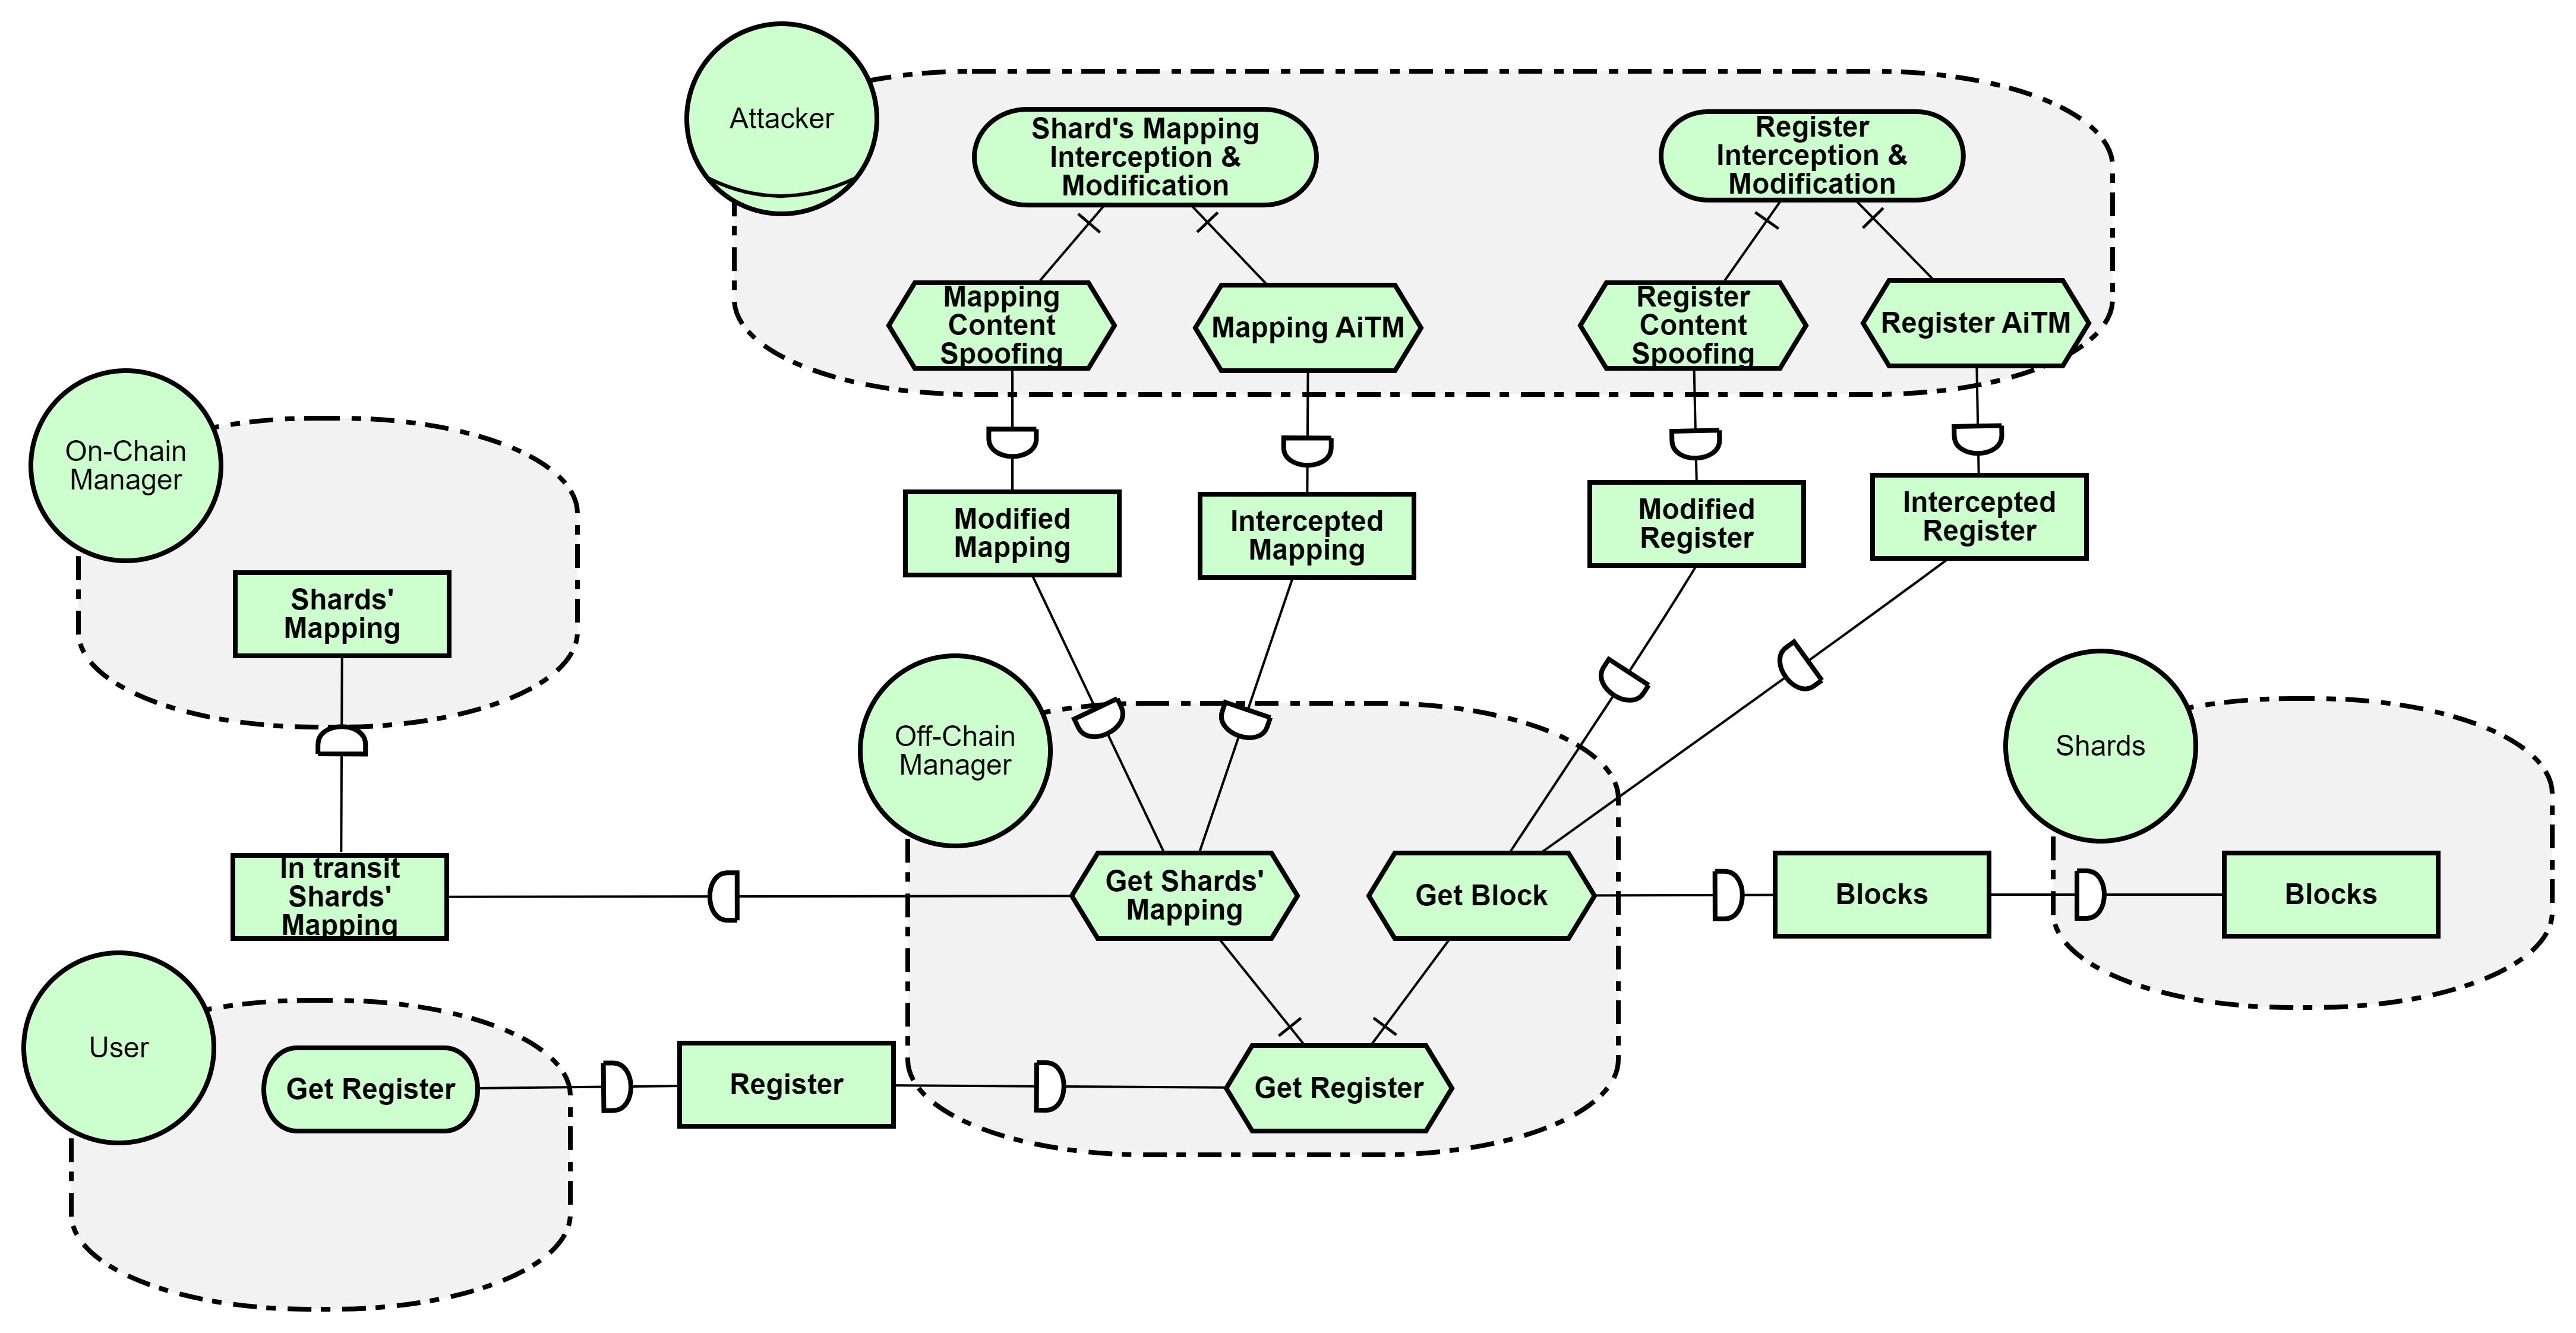 Attacker
Shard's Mapping
Interception &
Modification
Register
Interception &
Modification
Mapping
Content
Spoofing
Mapping AiTM
Register
Content
Spoofing
Register AiTM
On-Chain
Manager
Shards'
Mapping
Modified
Mapping
Intercepted
Mapping
Modified
Register
Intercepted
Register
Off-Chain
Manager
Shards
In transit
Shards'
Mapping
Get Shards'
Mapping
Get Block
Blocks
Blocks
User
Get Register
Register
Get Register